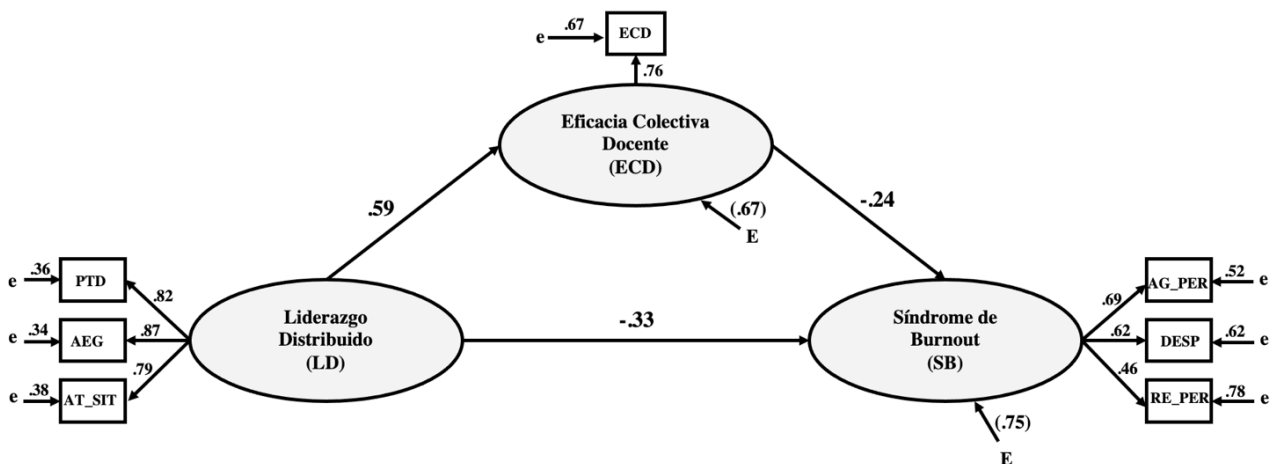 e
.67
ECD
.76
Eficacia Colectiva
Docente
(ECD)
(.67)
E
.59
-.24
e
.36
PTD
.82
e
.34
AEG
.87
e
.38
AT_SIT
.79
Liderazgo
Distribuido
(LD)
-.33
Síndrome de
Burnout
(SB)
.69
AG_PER
.52
e
.62
DESP
.62
e
.46
RE_PER
.78
e
(.75)
E